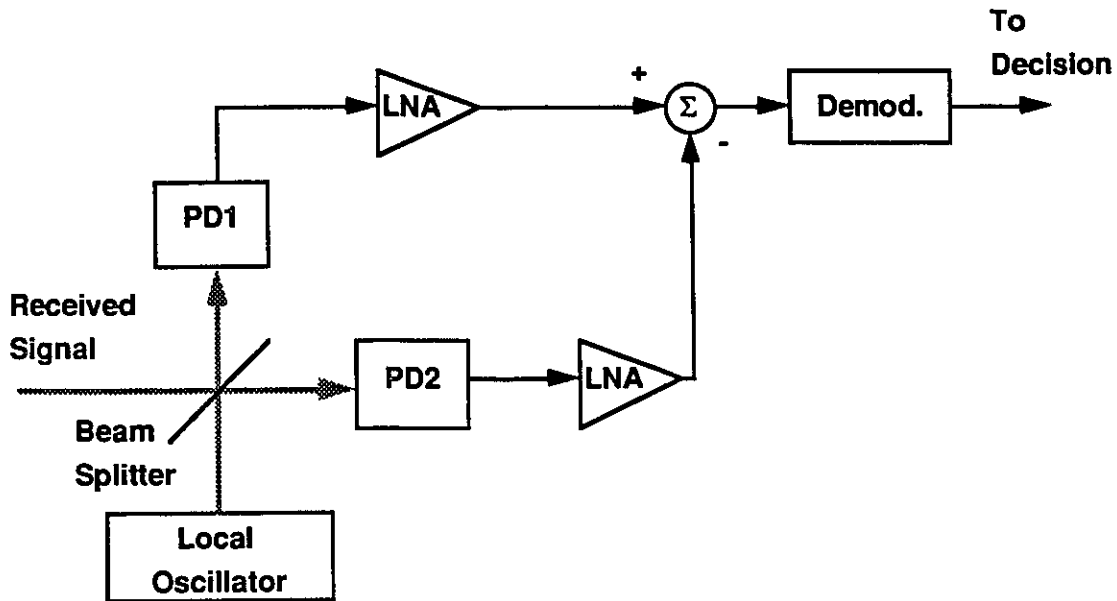 To
Decision
+
LNA
Σ
Demod.
-
PD1
Received
Signal
PD2
LNA
Beam
Splitter
Local
Oscillator